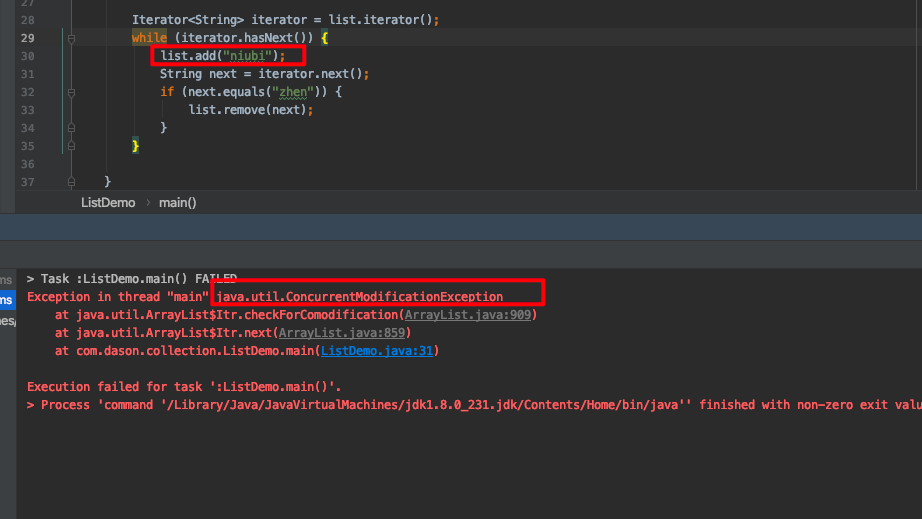 27
28 Iterator<String> iterator = list.iterator();
29 while (iterator.hasNext()) {
30 list.add("niubi");
31 String next = iterator.next();
32 if (next.equals("zhen")) {
33 list.remove(next);
34 }
35 }
36
37 }
ListDemo › main()
ms > Task :ListDemo.main() FAILED
ms Exception in thread "main" java.util.ConcurrentModificationException
es/ at java.util.ArrayList$Itr.checkForComodification(ArrayList.java:909)
at java.util.ArrayList$Itr.next(ArrayList.java:859)
at com.dason.collection.ListDemo.main(ListDemo.java:31)
Execution failed for task ':ListDemo.main()'.
> Process 'command '/Library/Java/JavaVirtualMachines/jdk1.8.0_231.jdk/Contents/Home/bin/java'' finished with non-zero exit valu